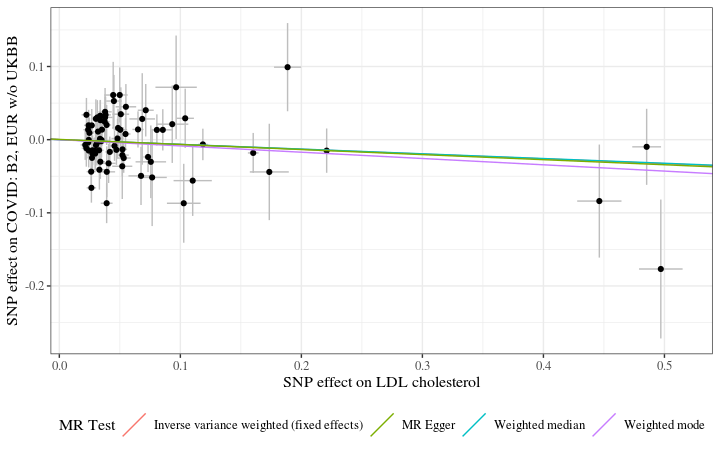 SNP effect on COVID: B2, EUR w/o UKBB
0.1
0.0
-0.1
-0.2
0.0 0.1 0.2 0.3 0.4 0.5
SNP effect on LDL cholesterol
MR Test Inverse variance weighted (fixed effects) MR Egger Weighted median Weighted mode